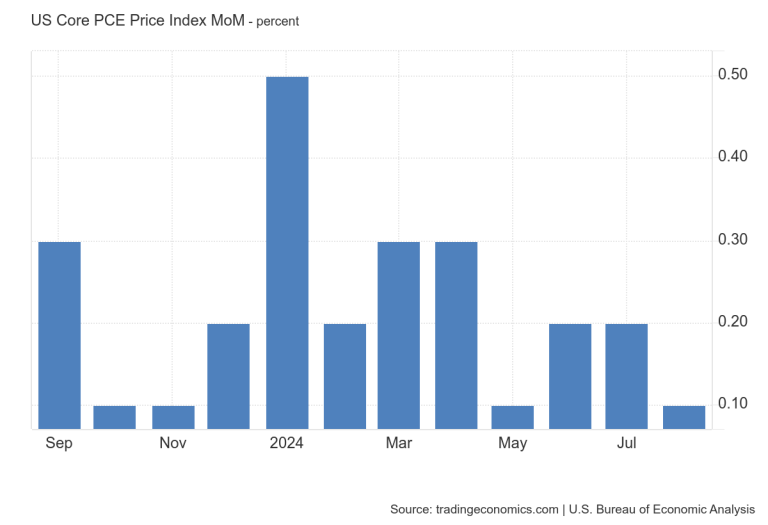 US Core PCE Price Index MoM - percent
0.50
0.40
0.30
0.20
0.10
Sep Nov 2024 Mar May Jul
Source: tradingeconomics.com | U.S. Bureau of Economic Analysis